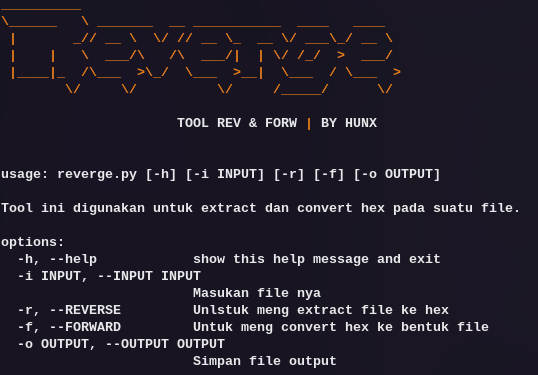 REVERGE
TOOL REV & FORW | BY HUNX
usage: reverge.py [-h] [-i INPUT] [-r] [-f] [-o OUTPUT]
Tool ini digunakan untuk extract dan convert hex pada suatu file.
options:
-h, --help show this help message and exit
-i INPUT, --INPUT INPUT
Masukan file nya
-r, --REVERSE Unlstuk meng extract file ke hex
-f, --FORWARD Untuk meng convert hex ke bentuk file
-o OUTPUT, --OUTPUT OUTPUT
Simpan file output